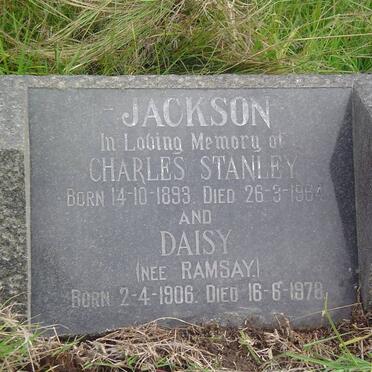 JACKSON
In Loving Memory of
CHARLES STANLEY
BORN 14-10-1893. DIED 26-3-1964
AND
DAISY
(NEE RAMSAY.)
BORN 2-4-1906. DIED 16-6-1978.